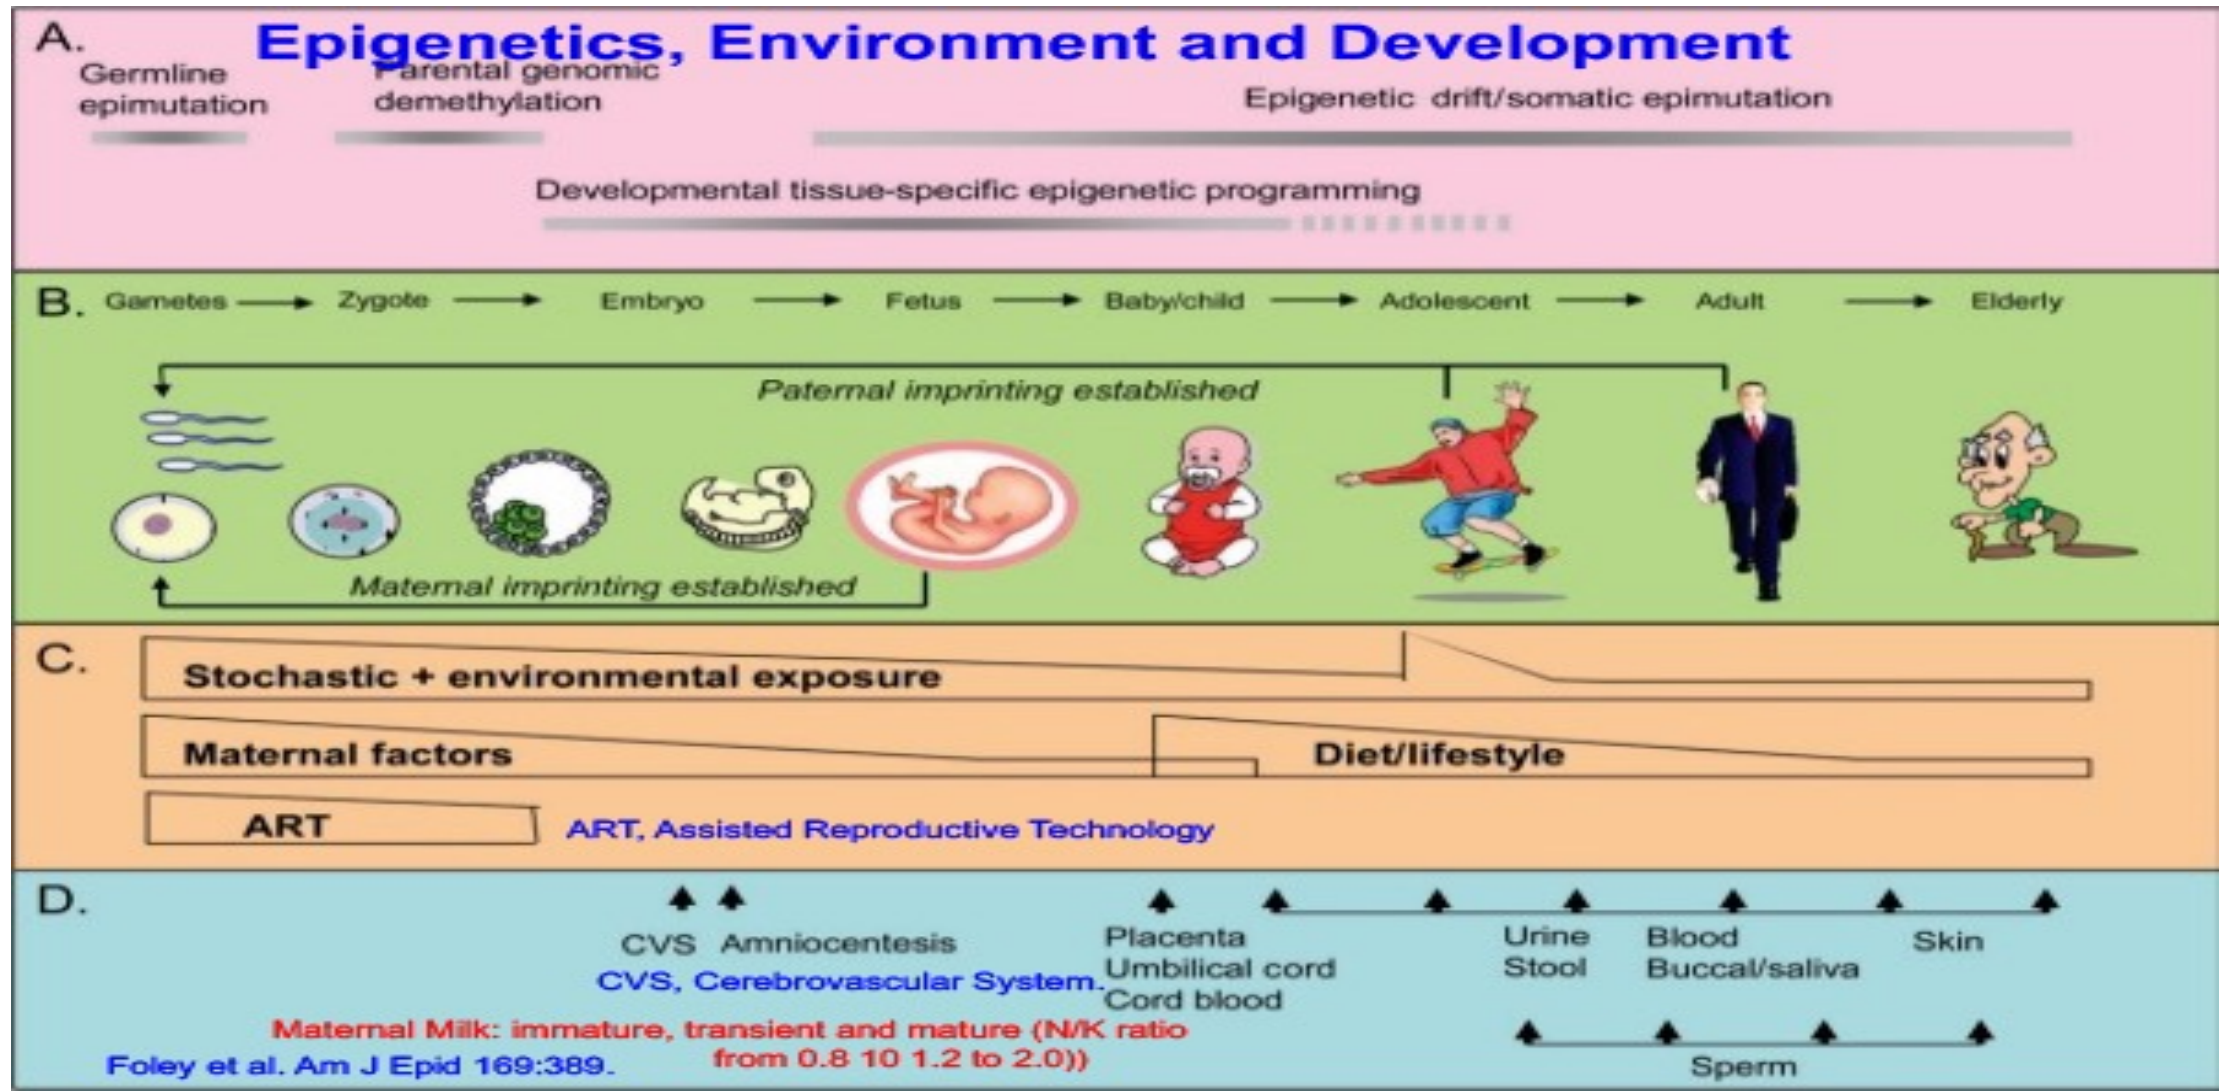 A.
Epigenetics, Environment and Development
Germline
epimutation
Parental genomic
demethylation
Epigenetic drift/somatic epimutation
Developmental tissue-specific epigenetic programming
B.
Gametes
Zygote
Embryo
Fetus
Baby/child
Adolescent
Adult
Elderly
Paternal imprinting established
Maternal imprinting established
C.
Stochastic + environmental exposure
Maternal factors
Diet/lifestyle
ART
ART, Assisted Reproductive Technology
D.
CVS
Amniocentesis
CVS, Cerebrovascular System.
Placenta
Umbilical cord
Cord blood
Urine
Stool
Blood
Buccal/saliva
Skin
Maternal Milk: immature, transient and mature (N/K ratio
from 0.8 10 1.2 to 2.0))
Foley et al. Am J Epid 169:389.
Sperm